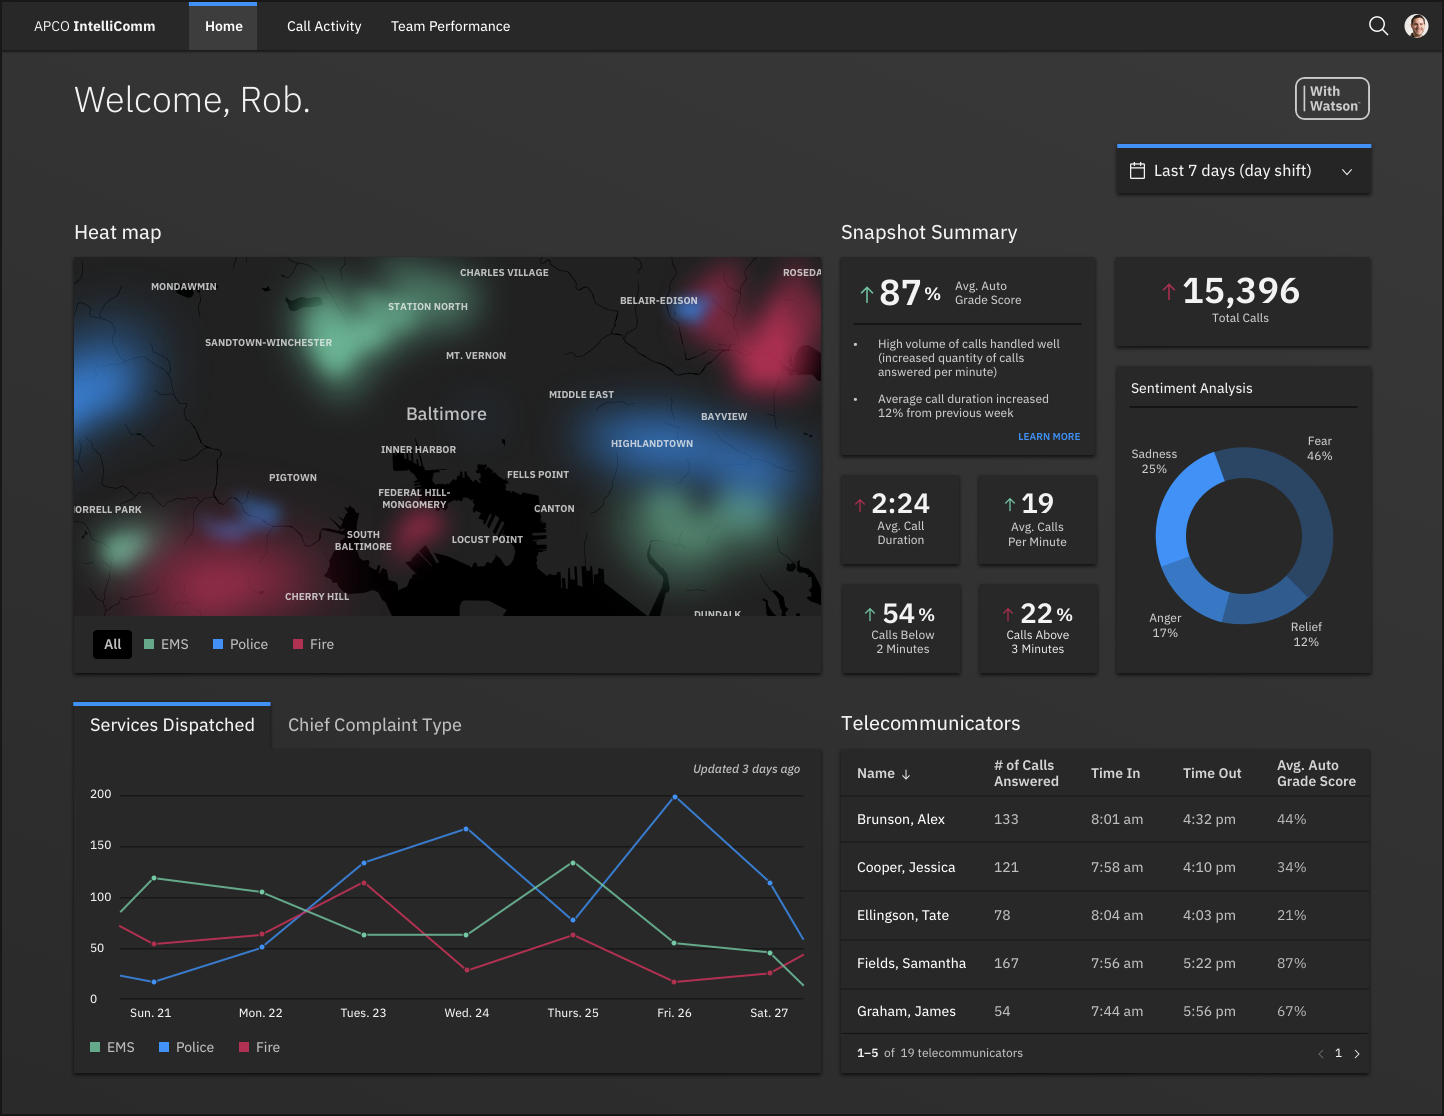 APCO IntelliComm
Home
Call Activity
Team Performance
Welcome, Rob.
With
Watson
Last 7 days (day shift)
Heat map
CHARLES VILLAGE
ROSEDA
MONDAWMIN
BELAIR-EDISON
STATION NORTH
SANDTOWN-WINCHESTER
MT. VERNON
MIDDLE EAST
Baltimore
BAYVIEW
HIGHLANDTOWN
INNER HARBOR
PIGTOWN
FELLS POINT
FEDERAL HILL-
MONGOMERY
ORRELL PARK
CANTON
SOUTH
BALTIMORE
LOCUST POINT
CHERRY HILL
DUNDALK
All
EMS
Police
Fire
Snapshot Summary
87%
Avg. Auto
Grade Score
• High volume of calls handled well
(increased quantity of calls
answered per minute)
• Average call duration increased
12% from previous week
LEARN MORE
15,396
Total Calls
2:24
Avg. Call
Duration
19
Avg. Calls
Per Minute
54%
Calls Below
2 Minutes
22%
Calls Above
3 Minutes
Sentiment Analysis
Fear
46%
Sadness
25%
Anger
17%
Relief
12%
Services Dispatched
Chief Complaint Type
Updated 3 days ago
200
150
100
50
0
Sun. 21
Mon. 22
Tues. 23
Wed. 24
Thurs. 25
Fri. 26
Sat. 27
EMS
Police
Fire
Telecommunicators
Name ↓
# of Calls
Answered
Time In
Time Out
Avg. Auto
Grade Score
Brunson, Alex 133 8:01 am 4:32 pm 44%
Cooper, Jessica 121 7:58 am 4:10 pm 34%
Ellingson, Tate 78 8:04 am 4:03 pm 21%
Fields, Samantha 167 7:56 am 5:22 pm 87%
Graham, James 54 7:44 am 5:56 pm 67%
1–5 of 19 telecommunicators
1